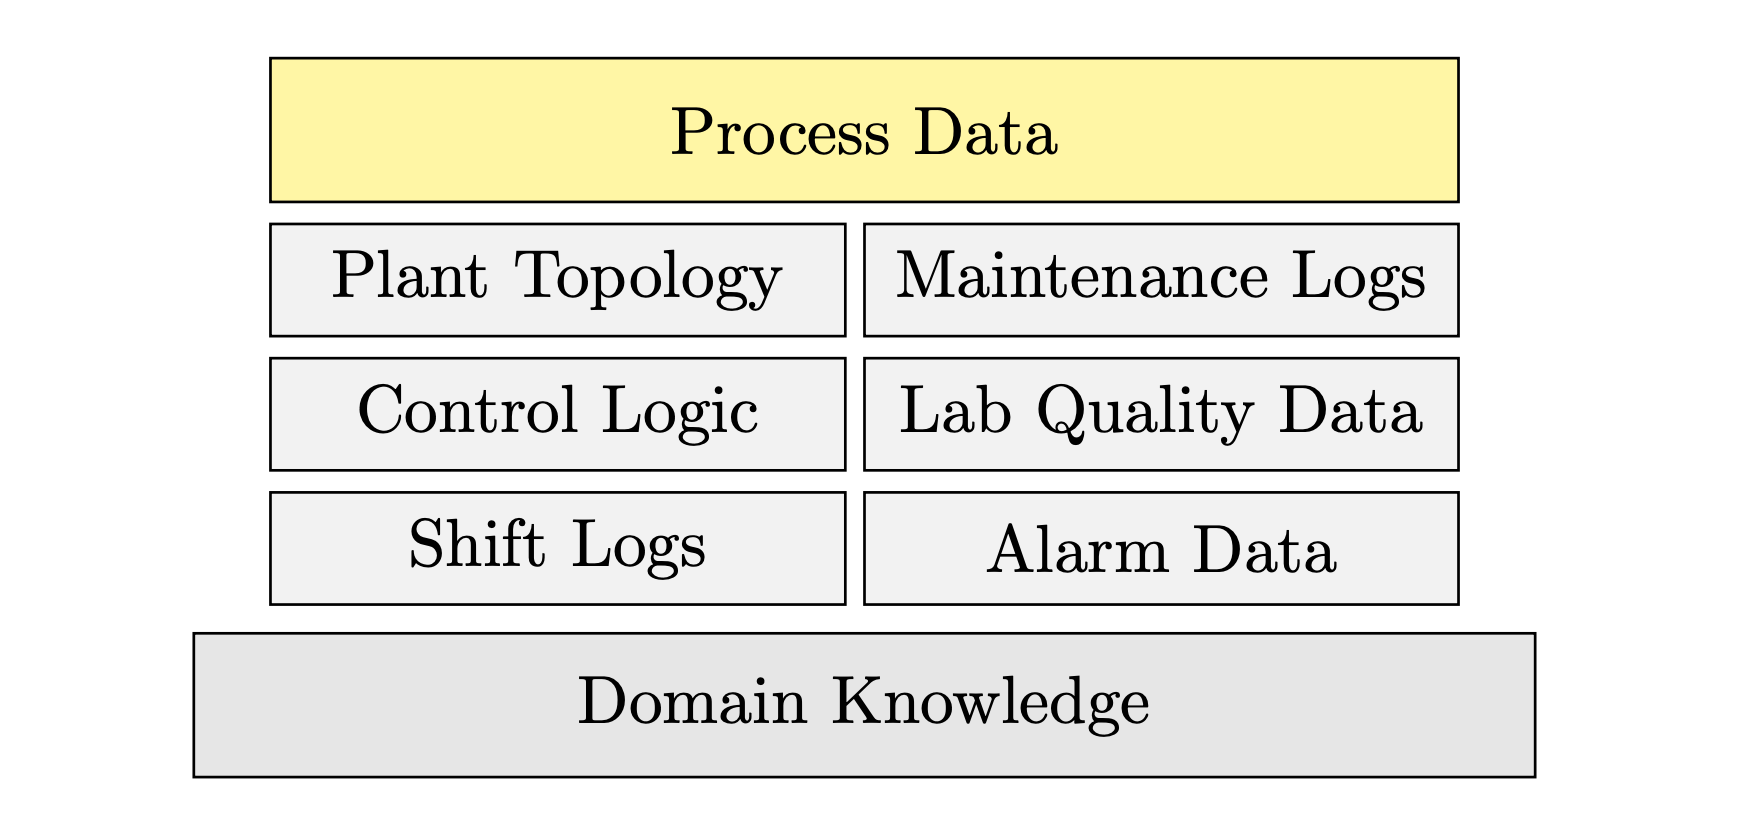 Process Data
Plant Topology
Maintenance Logs
Control Logic
Lab Quality Data
Shift Logs
Alarm Data
Domain Knowledge